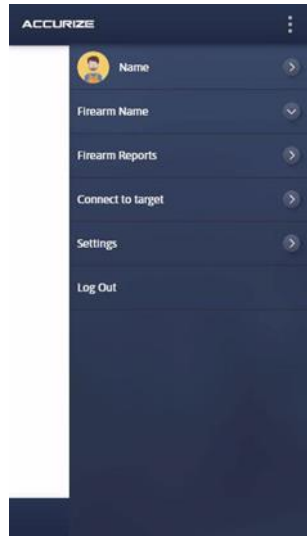 ACCURIZE
Name
Firearm Name
Firearm Reports
Connect to target
Settings
Log Out